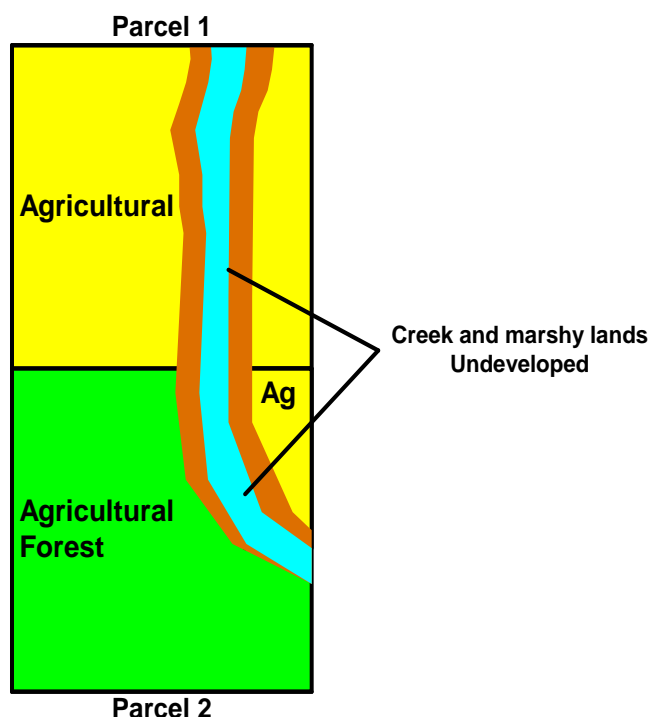 Parcel 1
Agricultural
Creek and marshy lands
Undeveloped
Ag
Agricultural
Forest
Parcel 2